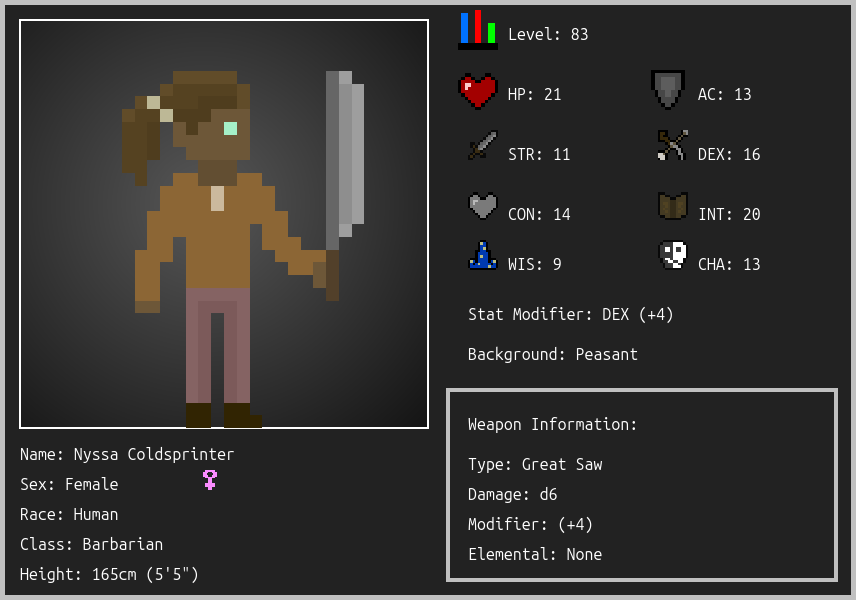 Level: 83
HP: 21
AC: 13
STR: 11
DEX: 16
CON: 14
INT: 20
WIS: 9
CHA: 13
Stat Modifier: DEX (+4)
Background: Peasant
Weapon Information:
Type: Great Saw
Damage: d6
Modifier: (+4)
Elemental: None
Name: Nyssa Coldsprinter
Sex: Female
Race: Human
Class: Barbarian
Height: 165cm (5'5")